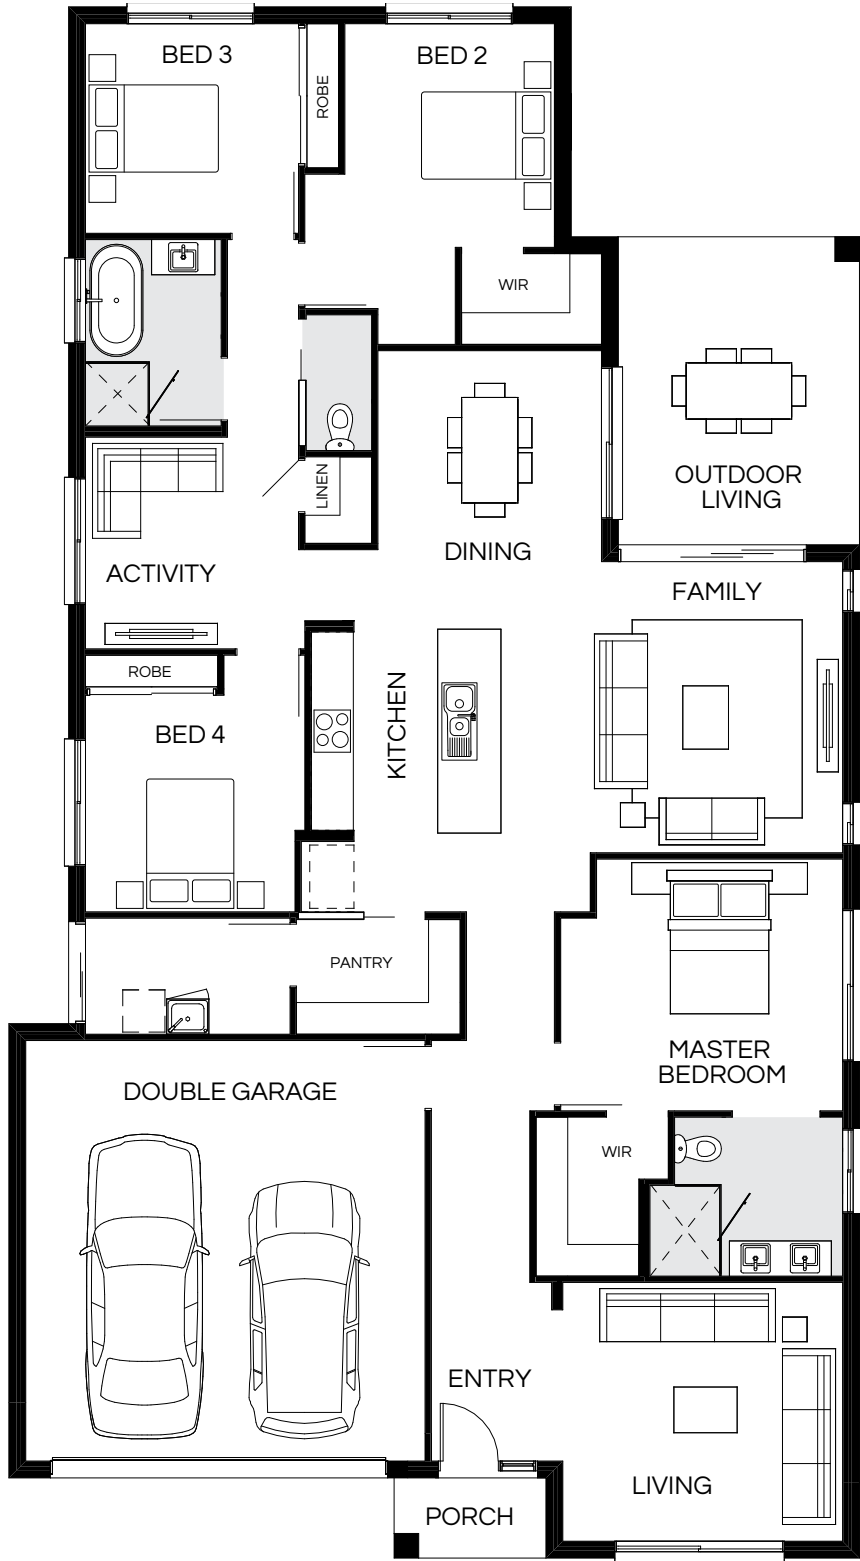 BED 3
BED 2
ROBE
WIR
OUTDOOR
LIVING
LINEN
DINING
ACTIVITY
FAMILY
ROBE
KITCHEN
BED 4
PANTRY
MASTER
BEDROOM
DOUBLE GARAGE
WIR
ENTRY
LIVING
PORCH